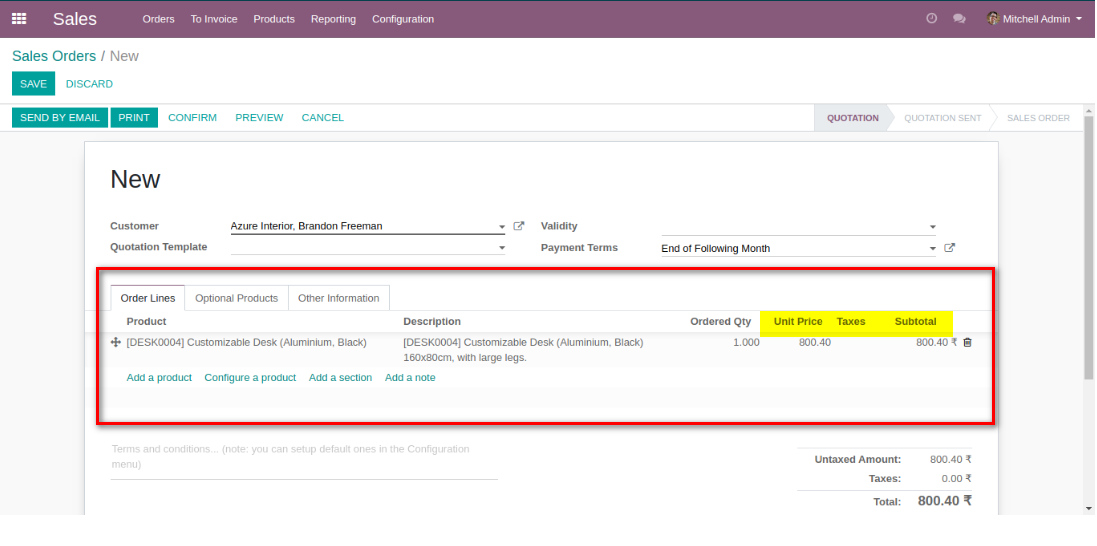 Sales Orders To Invoice Products Reporting Configuration Mitchell Admin
Sales Orders / New
SAVE DISCARD
SEND BY EMAIL PRINT CONFIRM PREVIEW CANCEL QUOTATION QUOTATION SENT SALES ORDER
New
Customer Azure Interior, Brandon Freeman Validity
Quotation Template Payment Terms End of Following Month
Order Lines Optional Products Other Information
Product Description Ordered Qty Unit Price Taxes Subtotal
[DESK0004] Customizable Desk (Aluminium, Black) [DESK0004] Customizable Desk (Aluminium, Black) 1.000 800.40 800.40 ₹
160x80cm, with large legs.
Add a product Configure a product Add a section Add a note
Terms and conditions... (note: you can setup default ones in the Configuration
menu)
Untaxed Amount: 800.40 ₹
Taxes: 0.00 ₹
Total: 800.40 ₹